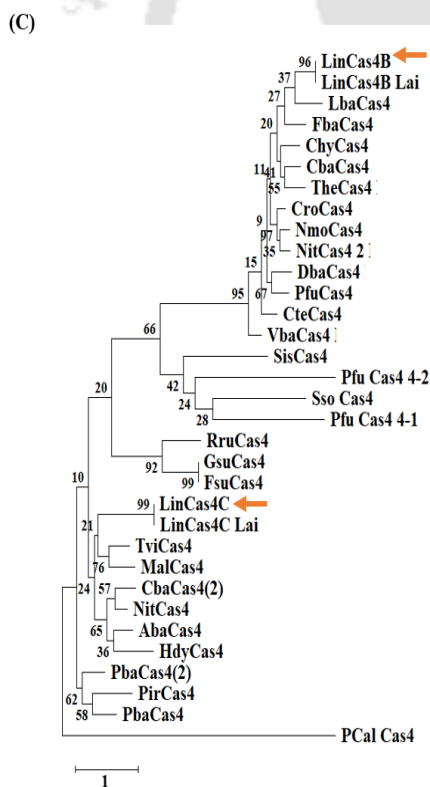 (C)
96 LinCas4B
37 LinCas4B Lai
27 LbaCas4
20 FbaCas4
ChyCas4
11 41 CbaCas4
55 TheCas4
CroCas4
9 97 NmoCas4
35 NitCas4 2
15 DbaCas4
95 67 PfuCas4
CteCas4
66 VbaCas4
SisCas4
42 Pfu Cas4 4-2
20 24 Sso Cas4
28 Pfu Cas4 4-1
RruCas4
92 GsuCas4
10 99 FsuCas4
99 LinCas4C
21 LinCas4C Lai
TviCas4
76 MalCas4
24 57 CbaCas4(2)
NitCas4
65 AbaCas4
36 HdyCas4
PbaCas4(2)
62 PirCas4
58 PbaCas4
PCal Cas4
1